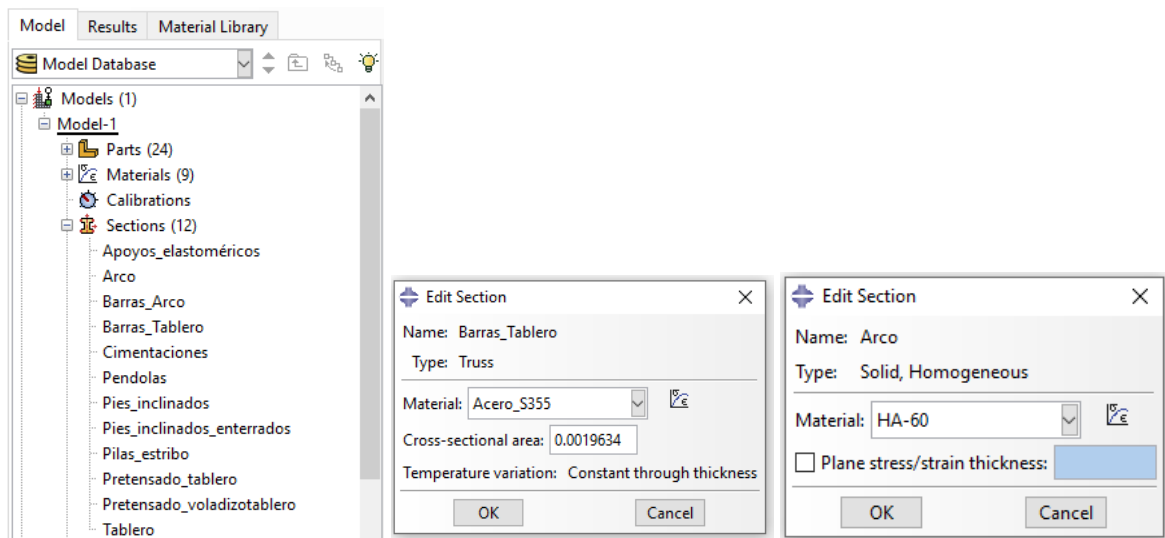 Model Results Material Library
Model Database
Models (1)
Model-1
Parts (24)
Materials (9)
Calibrations
Sections (12)
Apoyos_elastoméricos
Arco
Barras_Arco
Barras_Tablero
Cimentaciones
Pendolas
Pies_inclinados
Pies_inclinados_enterrados
Pilas_estribo
Pretensado_tablero
Pretensado_voladizotablero
Tablero
Edit Section
Name: Barras_Tablero
Type: Truss
Material: Acero_S355
Cross-sectional area: 0.0019634
Temperature variation: Constant through thickness
OK Cancel
Edit Section
Name: Arco
Type: Solid, Homogeneous
Material: HA-60
Plane stress/strain thickness:
OK Cancel